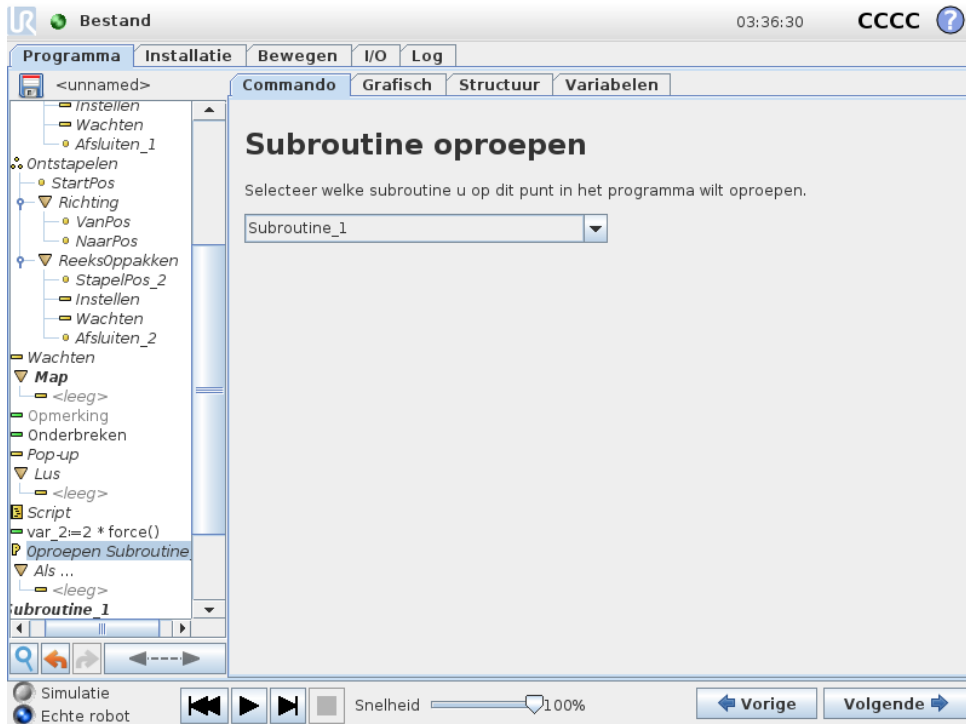 Bestand
03:36:30
CCCC
?
Programma
Installatie
Bewegen
I/O
Log
<unnamed>
Commando
Grafisch
Structuur
Variabelen
Instellen
Wachten
Afsluiten_1
Ontstapelen
StartPos
Richting
VanPos
NaarPos
ReeksOppakken
StapelPos_2
Instellen
Wachten
Afsluiten_2
Wachten
Map
<leeg>
Opmerking
Onderbreken
Pop-up
Lus
<leeg>
Script
var_2:=2 * force()
Oproepen Subroutine
Als ...
<leeg>
ubroutine_1
Subroutine oproepen
Selecteer welke subroutine u op dit punt in het programma wilt oproepen.
Subroutine_1
Simulatie
Echte robot
Snelheid
100%
Vorige
Volgende